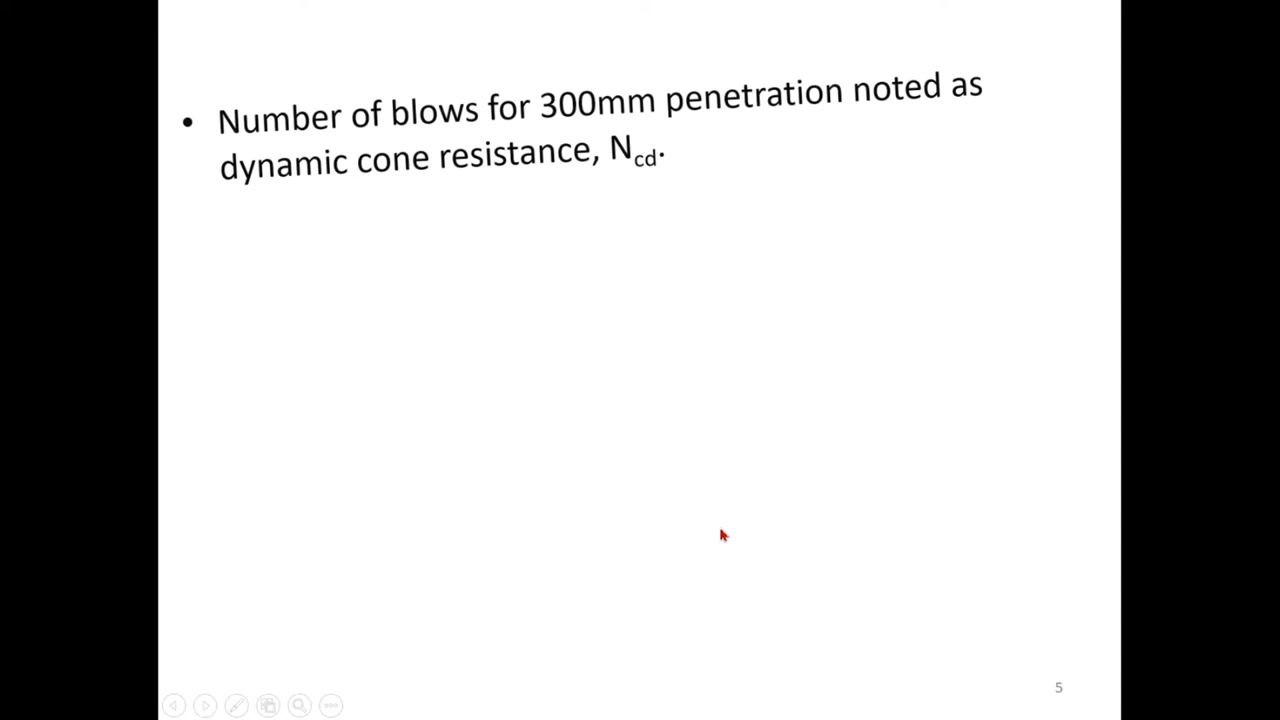 • Number of blows for 300mm penetration noted as
dynamic cone resistance, Ncd.
5